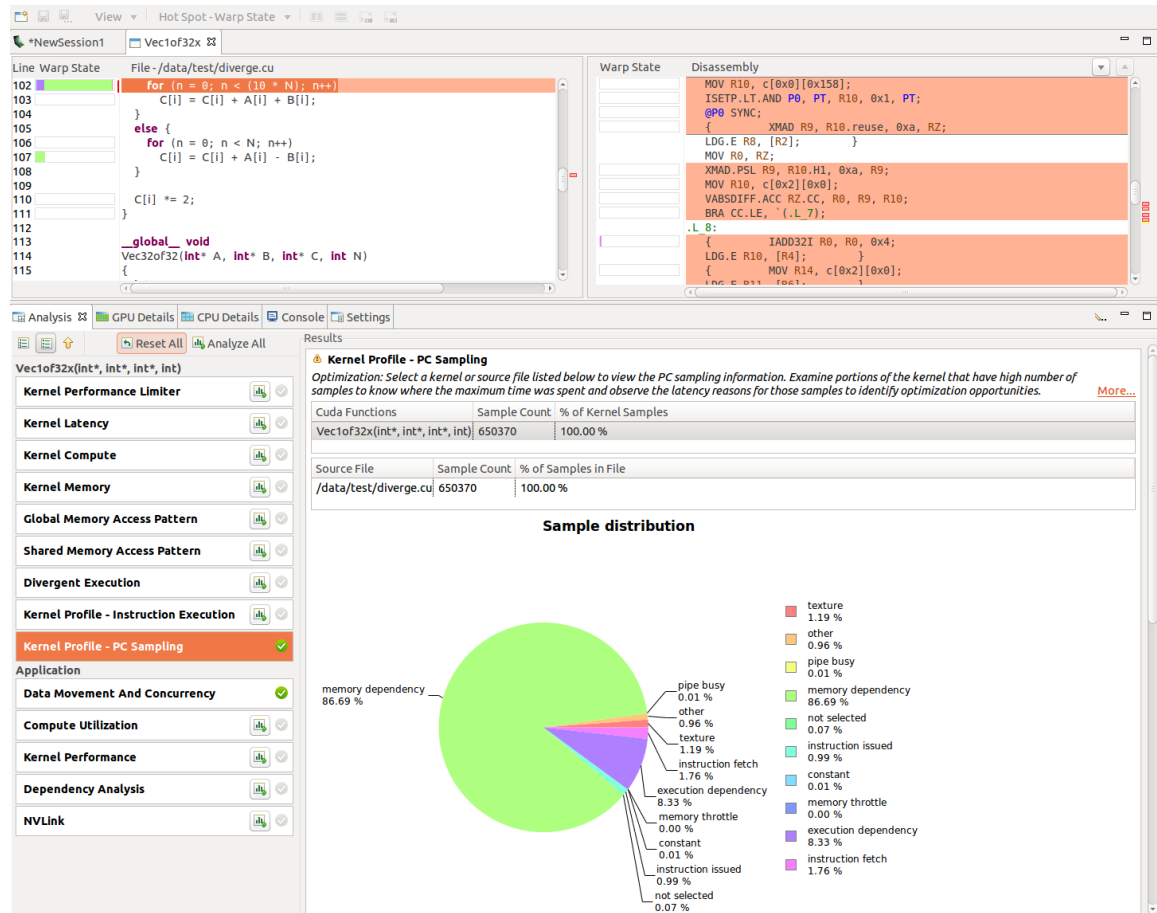 View Hot Spot - Warp State
*NewSession1 Vec1of32x
Line Warp State File - /data/test/diverge.cu
102 for (n = 0; n < (10 * N); n++)
103 C[i] = C[i] + A[i] + B[i];
104 }
105 else {
106 for (n = 0; n < N; n++)
107 C[i] = C[i] + A[i] - B[i];
108 }
109
110 C[i] *= 2;
111 }
112
113 __global__ void
114 Vec32of32(int* A, int* B, int* C, int N)
115 {
Warp State Disassembly
MOV R10, c[0x0][0x158];
ISETP.LT.AND P0, PT, R10, 0x1, PT;
@P0 SYNC;
{ XMAD R9, R10.reuse, 0xa, RZ;
LDG.E R8, [R2]; }
MOV R0, RZ;
XMAD.PSL R9, R10.H1, 0xa, R9;
MOV R10, c[0x2][0x0];
VABSDIFF.ACC RZ.CC, R0, R9, R10;
BRA CC.LE, `(.L_7);
.L_8:
{ IADD32I R0, R0, 0x4;
LDG.E R10, [R4]; }
{ MOV R14, c[0x2][0x0];
LDG.E R11, [R6]; }
Analysis GPU Details CPU Details Console Settings
Reset All Analyze All
Vec1of32x(int*, int*, int*, int)
Kernel Performance Limiter
Kernel Latency
Kernel Compute
Kernel Memory
Global Memory Access Pattern
Shared Memory Access Pattern
Divergent Execution
Kernel Profile - Instruction Execution
Kernel Profile - PC Sampling
Application
Data Movement And Concurrency
Compute Utilization
Kernel Performance
Dependency Analysis
NVLink
Results
Kernel Profile - PC Sampling
Optimization: Select a kernel or source file listed below to view the PC sampling information. Examine portions of the kernel that have high number of
samples to know where the maximum time was spent and observe the latency reasons for those samples to identify optimization opportunities. More...
Cuda Functions Sample Count % of Kernel Samples
Vec1of32x(int*, int*, int*, int) 650370 100.00 %
Source File Sample Count % of Samples in File
/data/test/diverge.cu 650370 100.00 %
Sample distribution
memory dependency
86.69 %
pipe busy
0.01 %
other
0.96 %
texture
1.19 %
instruction fetch
1.76 %
execution dependency
8.33 %
memory throttle
0.00 %
constant
0.01 %
instruction issued
0.99 %
not selected
0.07 %
texture
1.19 %
other
0.96 %
pipe busy
0.01 %
memory dependency
86.69 %
not selected
0.07 %
instruction issued
0.99 %
constant
0.01 %
memory throttle
0.00 %
execution dependency
8.33 %
instruction fetch
1.76 %